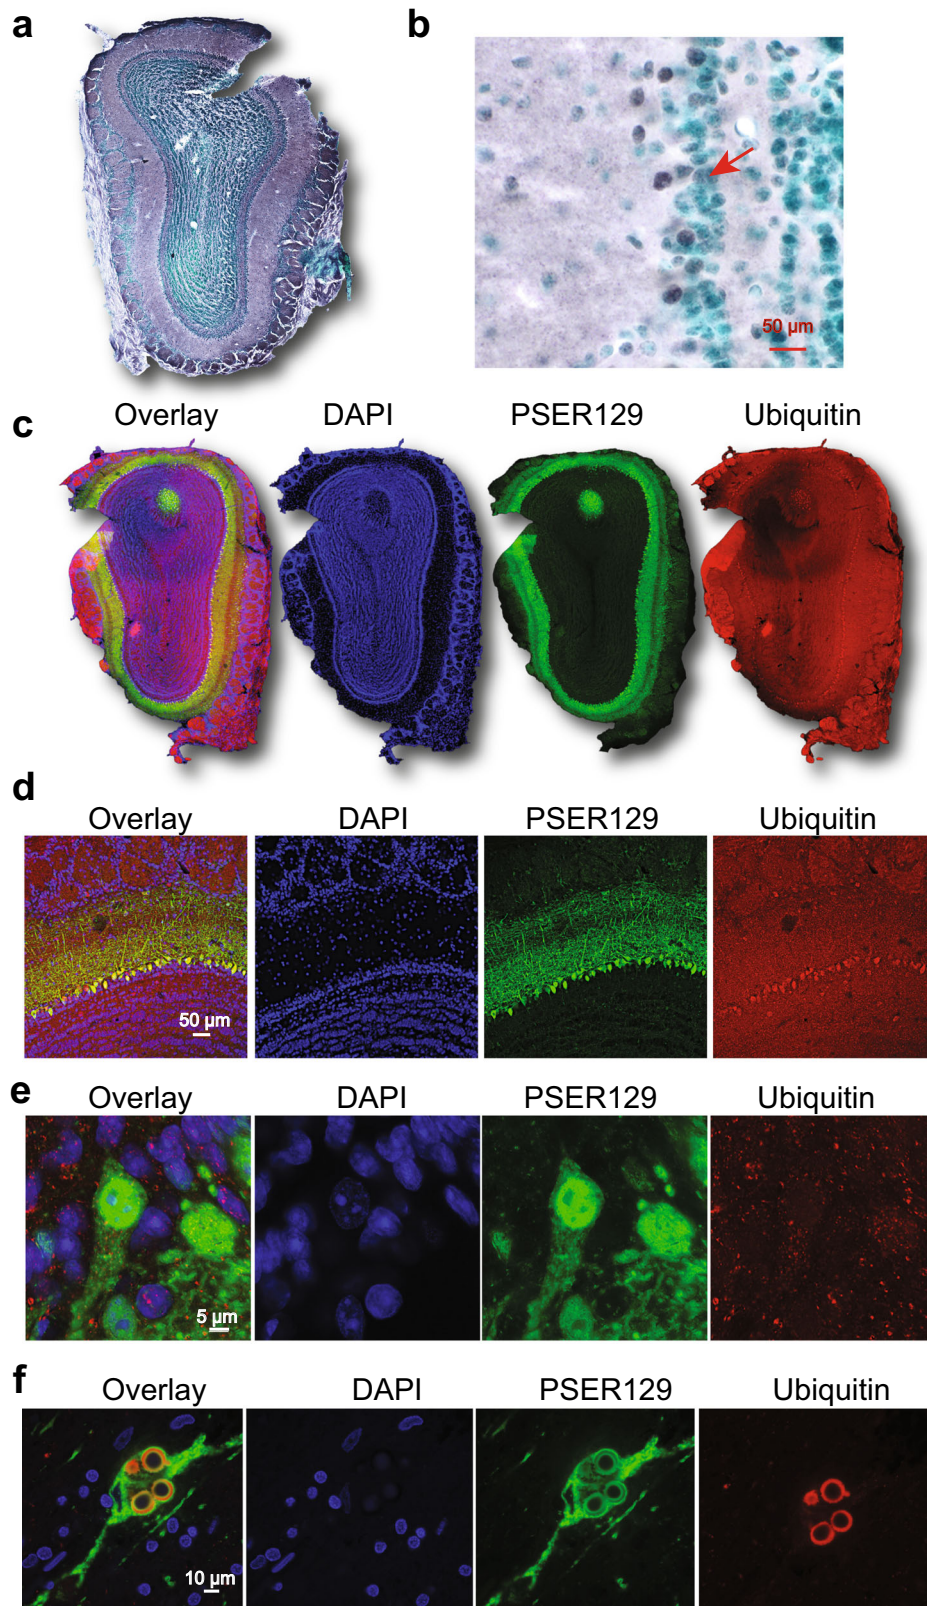 a
b
50 µm
c
Overlay DAPI PSER129 Ubiquitin
d
Overlay DAPI PSER129 Ubiquitin
50 µm
e
Overlay DAPI PSER129 Ubiquitin
5 µm
f
Overlay DAPI PSER129 Ubiquitin
10 µm